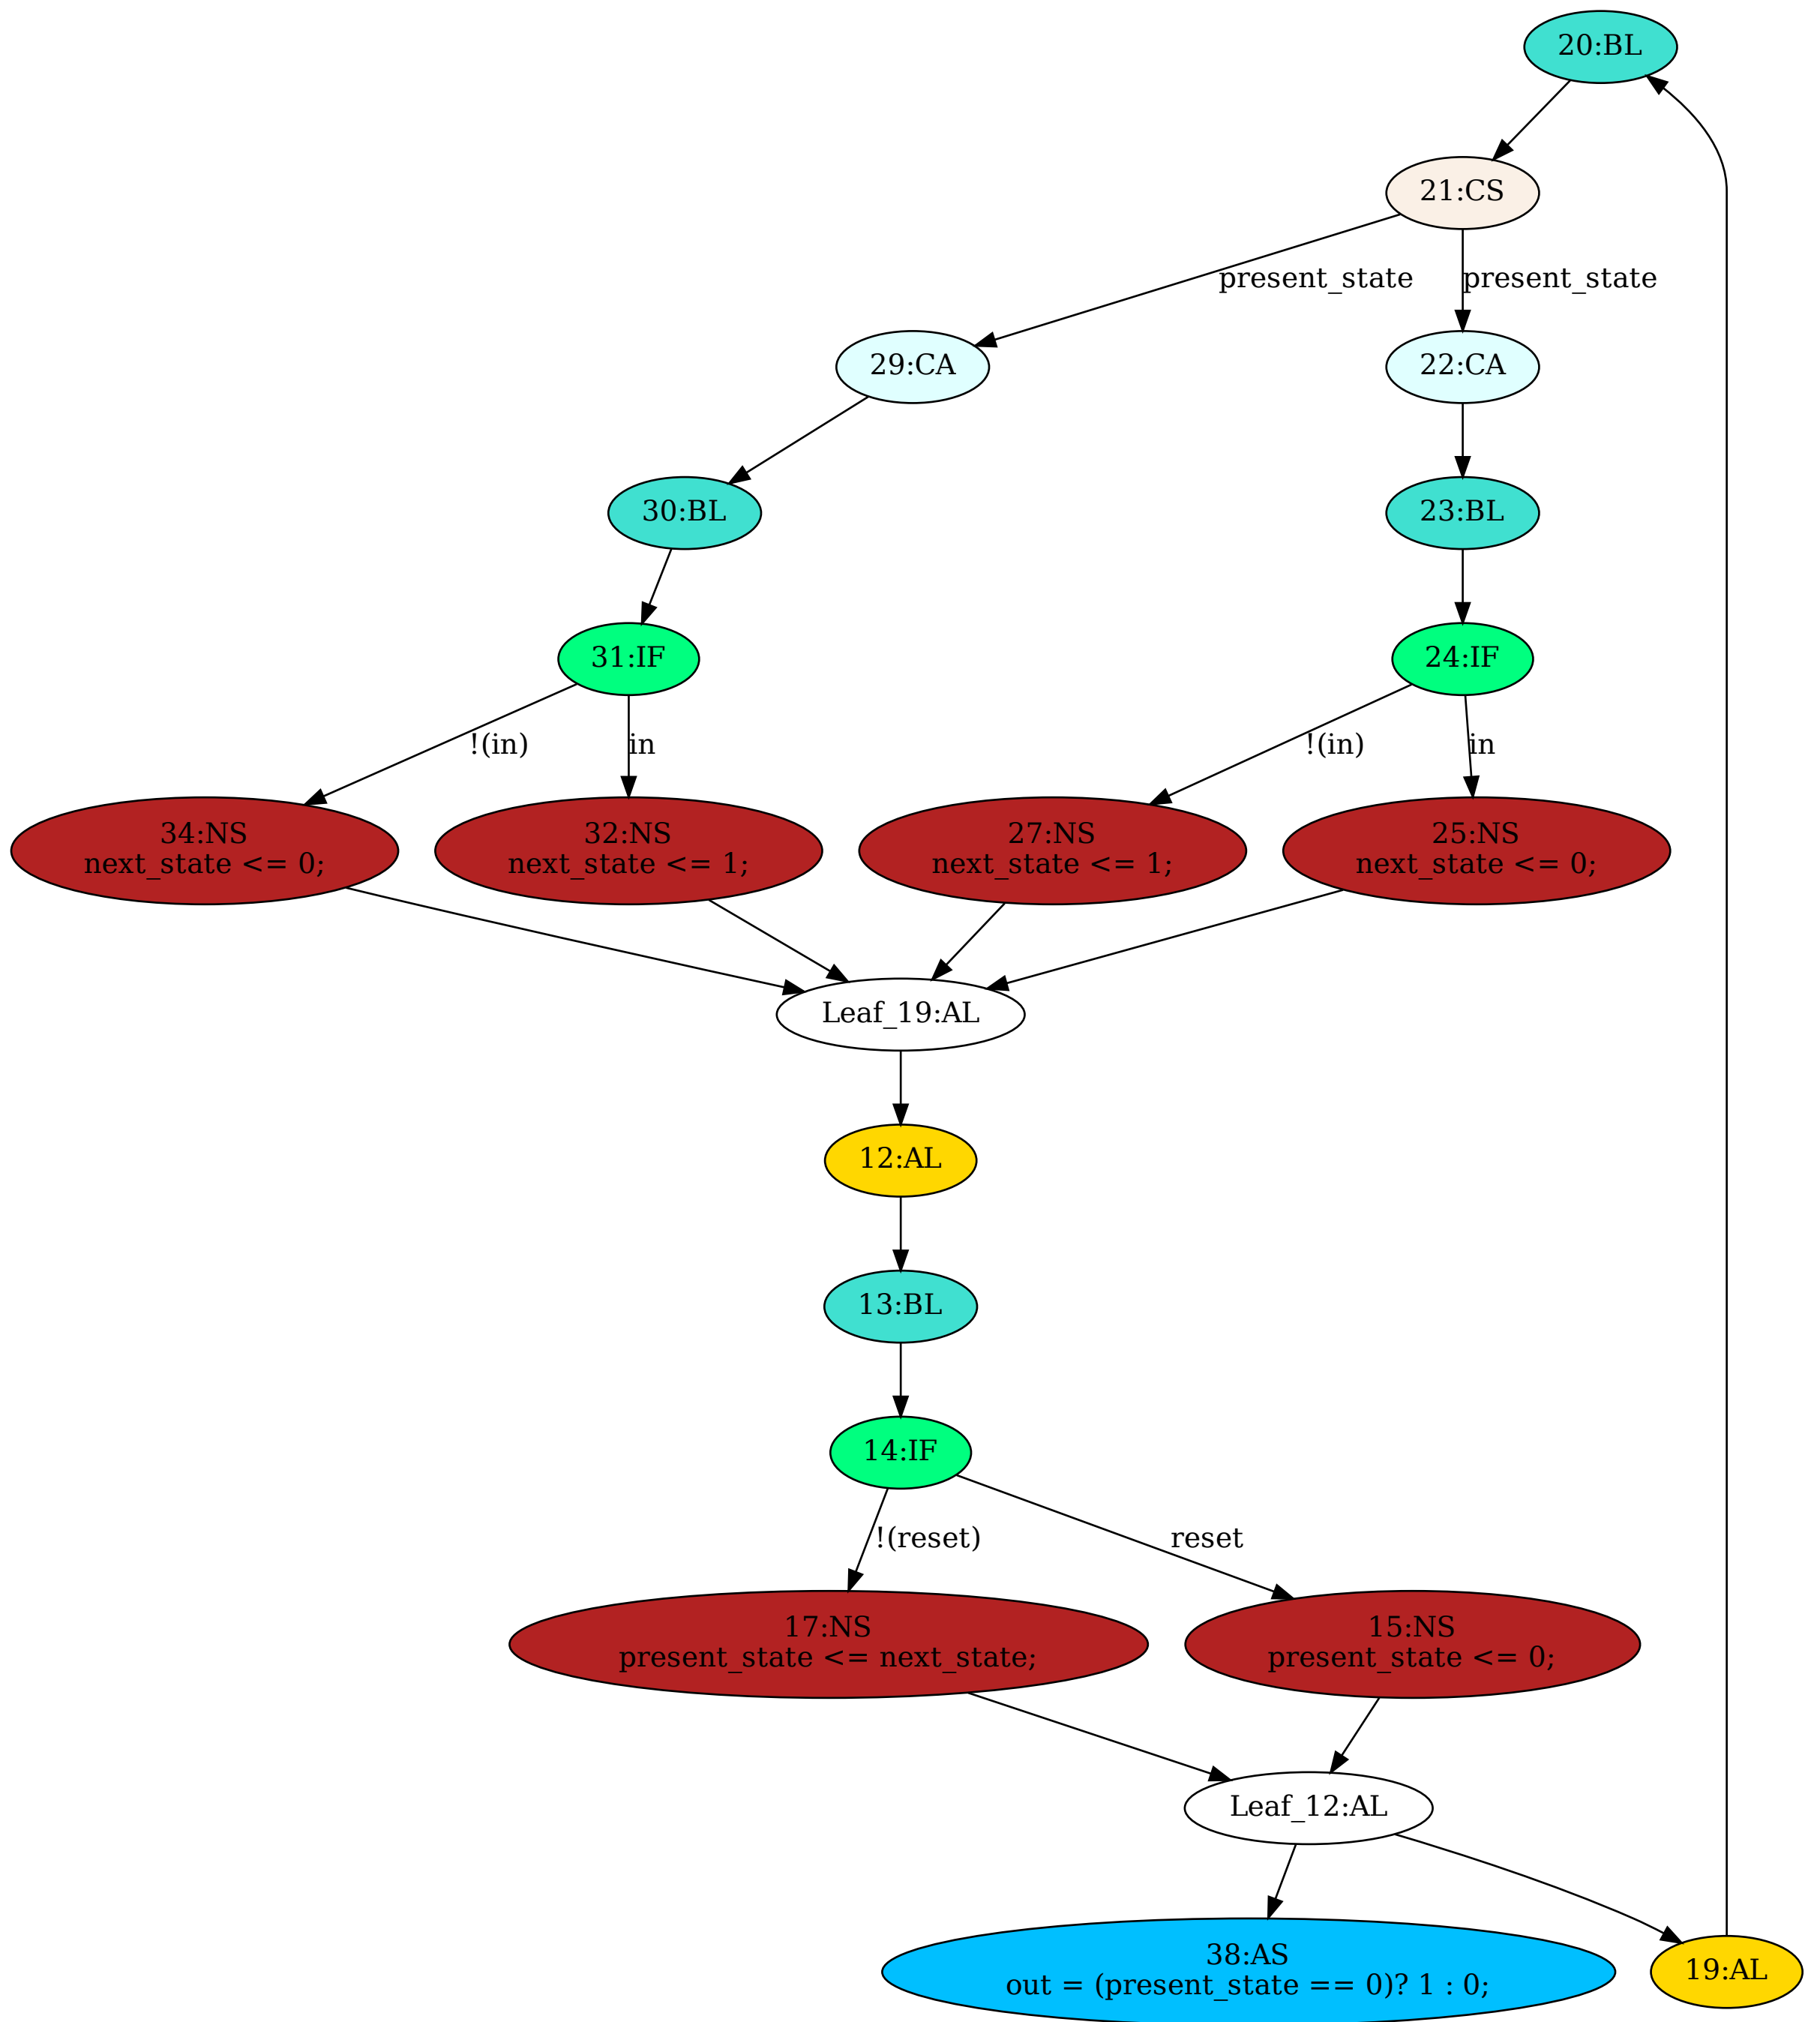 20:BL
21:CS
present_state
present_state
29:CA
22:CA
30:BL
23:BL
31:IF
24:IF
!(in)
in
!(in)
in
34:NS
next_state <= 0;
32:NS
next_state <= 1;
27:NS
next_state <= 1;
25:NS
next_state <= 0;
Leaf_19:AL
12:AL
13:BL
14:IF
!(reset)
reset
17:NS
present_state <= next_state;
15:NS
present_state <= 0;
Leaf_12:AL
38:AS
out = (present_state == 0)? 1 : 0;
19:AL